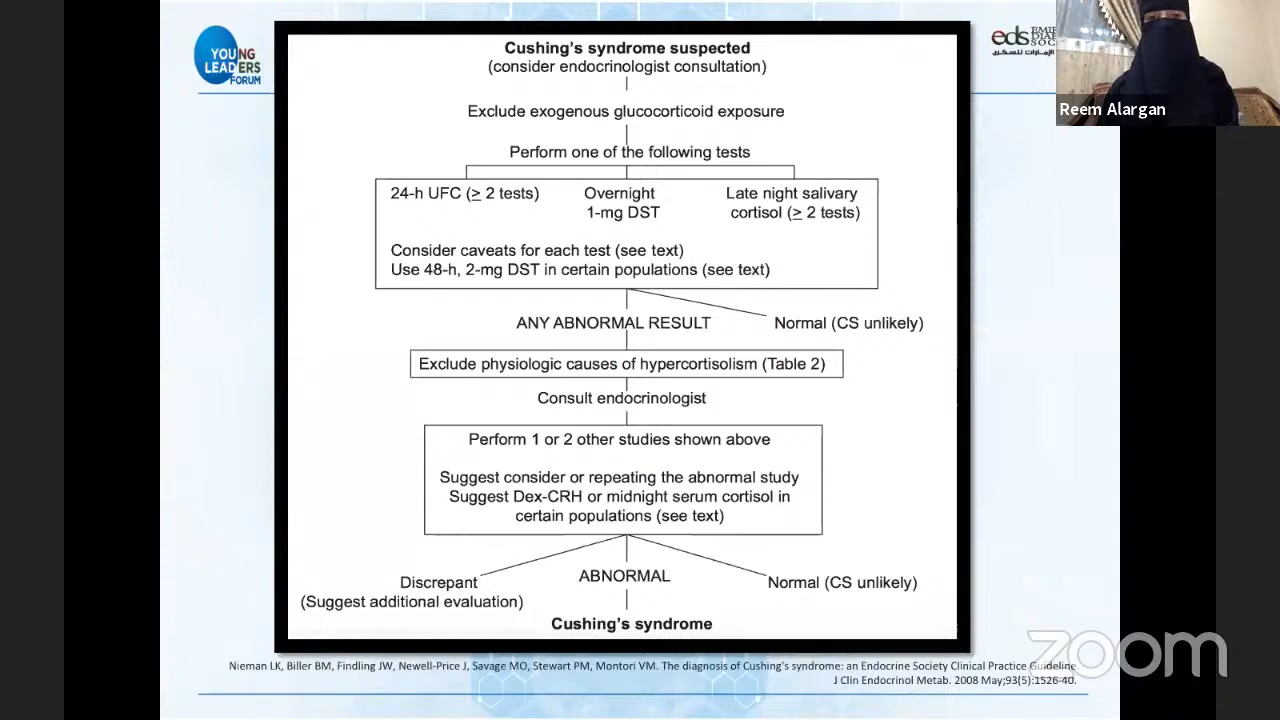 YOUNG
LEADERS
FORUM
eds
Reem Alargan
Cushing's syndrome suspected
(consider endocrinologist consultation)
Exclude exogenous glucocorticoid exposure
Perform one of the following tests
24-h UFC (≥ 2 tests)
Overnight
1-mg DST
Late night salivary
cortisol (≥ 2 tests)
Consider caveats for each test (see text)
Use 48-h, 2-mg DST in certain populations (see text)
ANY ABNORMAL RESULT
Normal (CS unlikely)
Exclude physiologic causes of hypercortisolism (Table 2)
Consult endocrinologist
Perform 1 or 2 other studies shown above
Suggest consider or repeating the abnormal study
Suggest Dex-CRH or midnight serum cortisol in
certain populations (see text)
Discrepant
(Suggest additional evaluation)
ABNORMAL
Normal (CS unlikely)
Cushing's syndrome
Nieman LK, Biller BM, Findling JW, Newell-Price J, Savage MO, Stewart PM, Montori VM. The diagnosis of Cushing's syndrome: an Endocrine Society Clinical Practice Guideline.
J Clin Endocrinol Metab. 2008 May;93(5):1526-40.
zoom